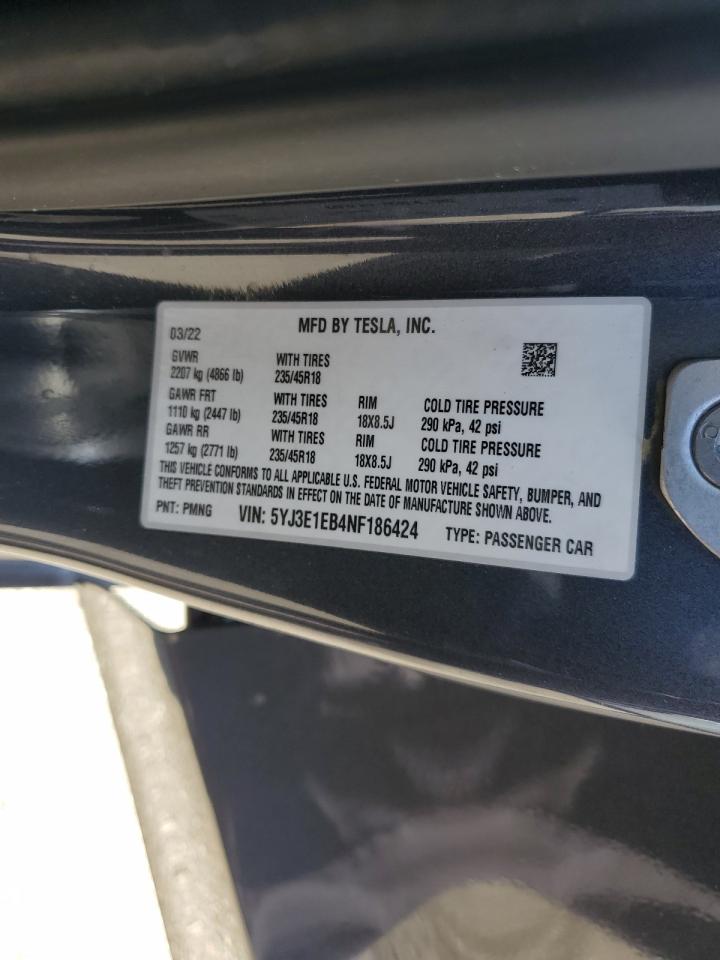 MFD BY TESLA, INC.
03/22
GVWR WITH TIRES
2207 kg (4866 lb) 235/45R18
GAWR FRT WITH TIRES RIM COLD TIRE PRESSURE
1110 kg (2447 lb) 235/45R18 18X8.5J 290 kPa, 42 psi
GAWR RR WITH TIRES RIM COLD TIRE PRESSURE
1257 kg (2771 lb) 235/45R18 18X8.5J 290 kPa, 42 psi
THIS VEHICLE CONFORMS TO ALL APPLICABLE U.S. FEDERAL MOTOR VEHICLE SAFETY, BUMPER, AND
THEFT PREVENTION STANDARDS IN EFFECT ON THE DATE OF MANUFACTURE SHOWN ABOVE.
PNT: PMNG VIN: 5YJ3E1EB4NF186424 TYPE: PASSENGER CAR